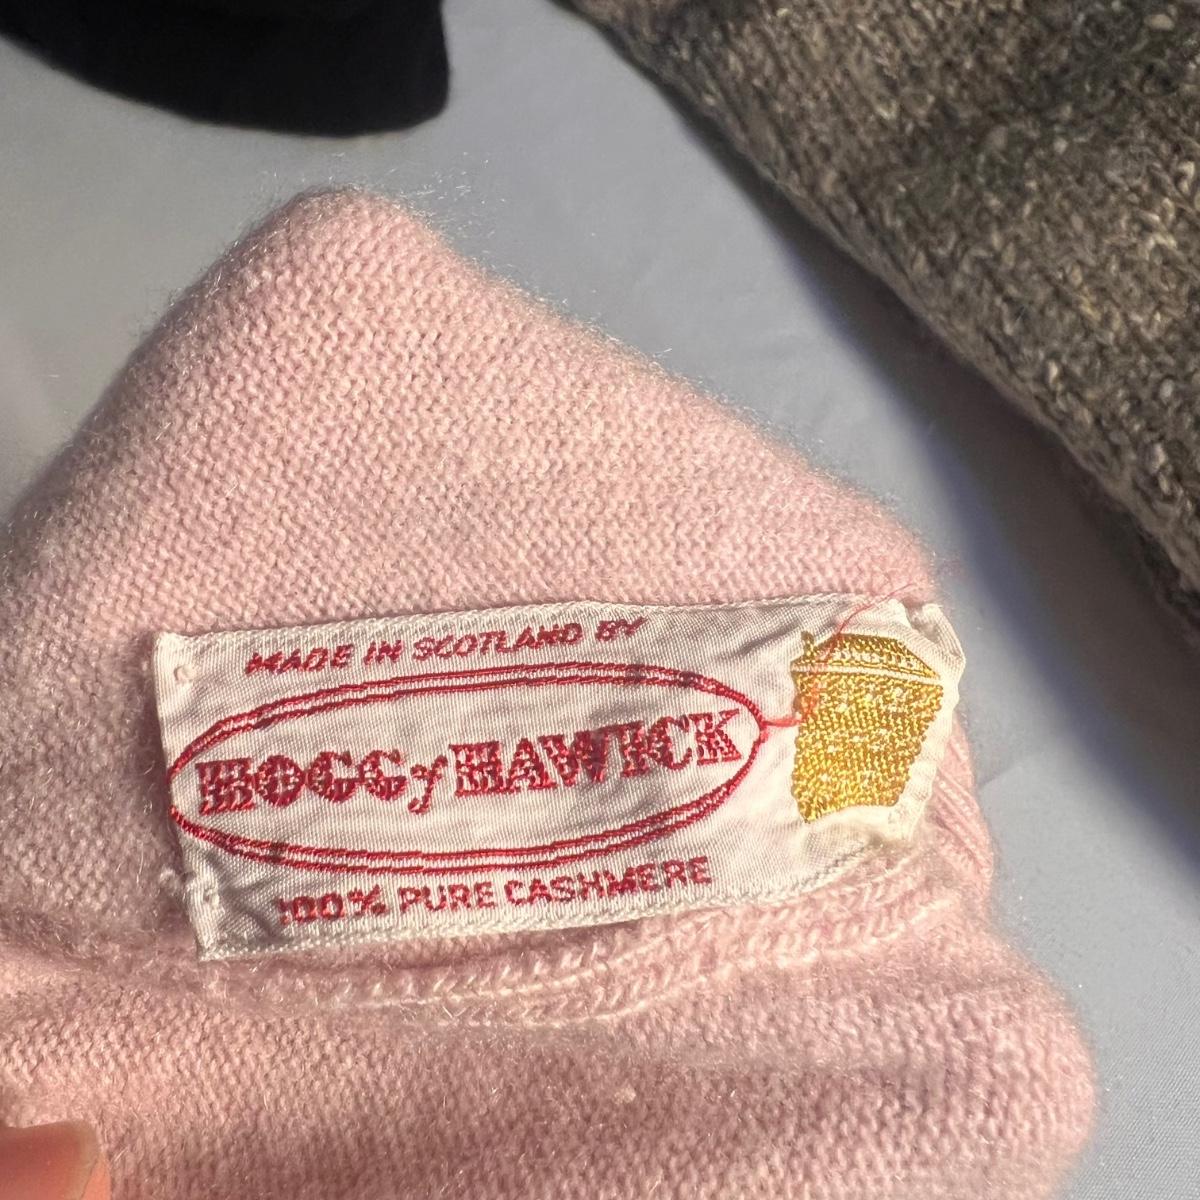 MADE IN SCOTLAND BY
HOGG of HAWICK
100% PURE CASHMERE